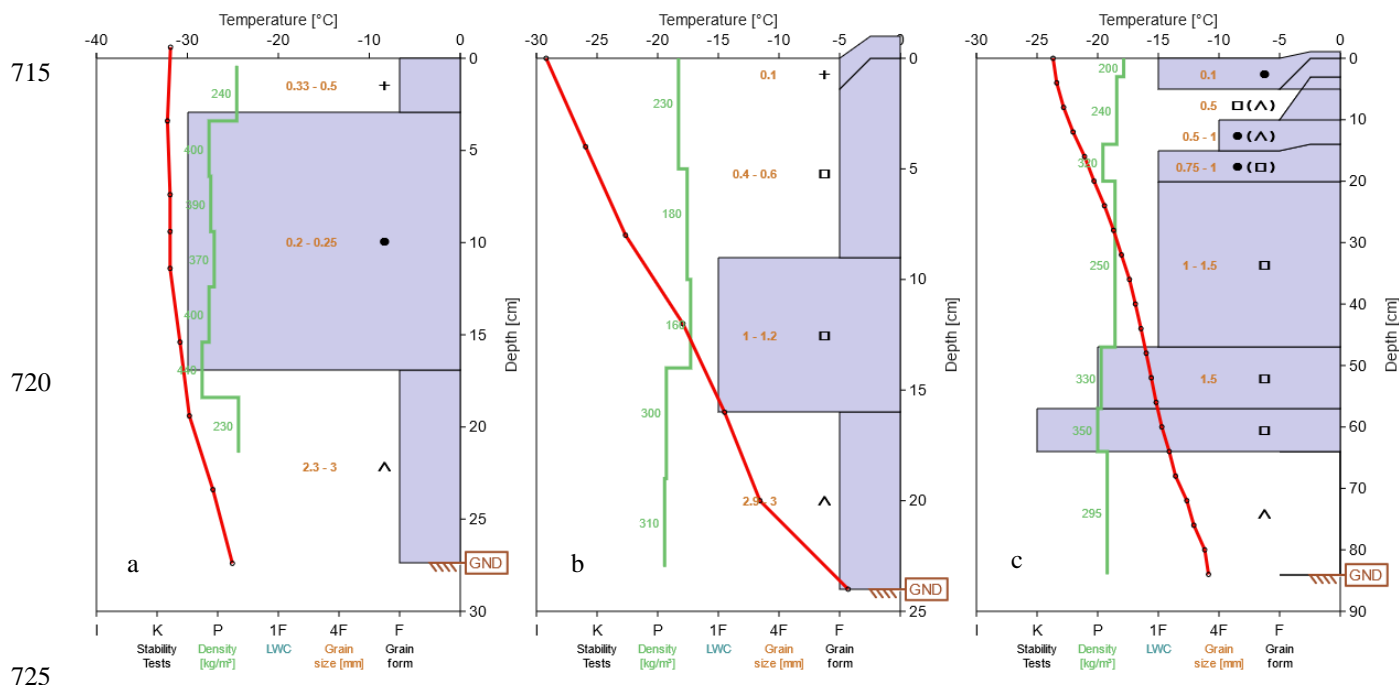 Temperature [°C] Temperature [°C] Temperature [°C]
-40 -30 -20 -10 0 -30 -25 -20 -15 -10 -5 0 -30 -25 -20 -15 -10 -5 0
715
0 0 0
240 0.33 - 0.5 0.1 200 0.1
230 0.5 ( ) 240
400 5 5 10
0.4 - 0.6 0.5 - 1 ( )
320 0.75 - 1 ( )
390 180 20
0.2 - 0.25 10 370 10 30
250 1 - 1.5
400 160 1 - 1.2 40
Depth [cm] Depth [cm] Depth [cm]
15 15 50
720
330 1.5
440 300 350 60
20 230 2.3 - 3 20 2.9 - 3 70
310 295
25 80
a GND b GND c GND
30 25 90
I K P 1F 4F F I K P 1F 4F F I K P 1F 4F F
Stability Density LWC Grain Grain Stability Density LWC Grain Grain Stability Density LWC Grain Grain
Tests [kg/m³] size [mm] form Tests [kg/m³] size [mm] form Tests [kg/m³] size [mm] form
725